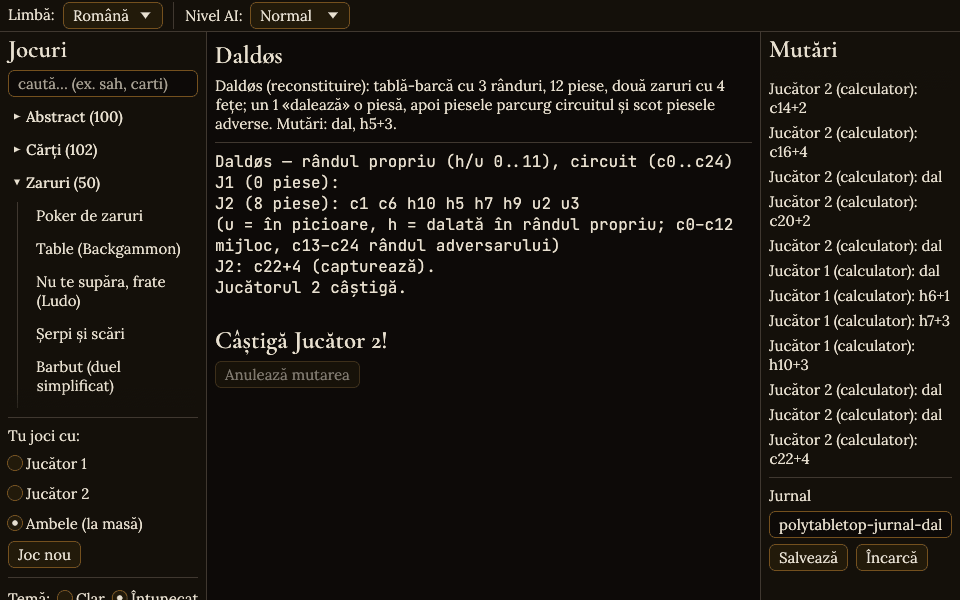 Limbă: Română Nivel AI: Normal
Jocuri
caută... (ex. sah, carti)
Abstract (100)
Cărți (102)
Zaruri (50)
Poker de zaruri
Table (Backgammon)
Nu te supăra, frate
(Ludo)
Șerpi și scări
Barbut (duel
simplificat)
Tu joci cu:
Jucător 1
Jucător 2
Ambele (la masă)
Joc nou
Temă: Clar Întunecat
Daldøs
Daldøs (reconstituire): tablă-barcă cu 3 rânduri, 12 piese, două zaruri cu 4
fețe; un 1 «dalează» o piesă, apoi piesele parcurg circuitul și scot piesele
adverse. Mutări: dal, h5+3.
Daldøs — rândul propriu (h/u 0..11), circuit (c0..c24)
J1 (0 piese):
J2 (8 piese): c1 c6 h10 h5 h7 h9 u2 u3
(u = în picioare, h = dalată în rândul propriu; c0-c12
mijloc, c13-c24 rândul adversarului)
J2: c22+4 (capturează).
Jucătorul 2 câștigă.
Câștigă Jucător 2!
Anulează mutarea
Mutări
Jucător 2 (calculator):
c14+2
Jucător 2 (calculator):
c16+4
Jucător 2 (calculator): dal
Jucător 2 (calculator):
c20+2
Jucător 2 (calculator): dal
Jucător 1 (calculator): dal
Jucător 1 (calculator): h6+1
Jucător 1 (calculator): h7+3
Jucător 1 (calculator):
h10+3
Jucător 2 (calculator): dal
Jucător 2 (calculator): dal
Jucător 2 (calculator):
c22+4
Jurnal
polytabletop-jurnal-dal
Salvează Încarcă